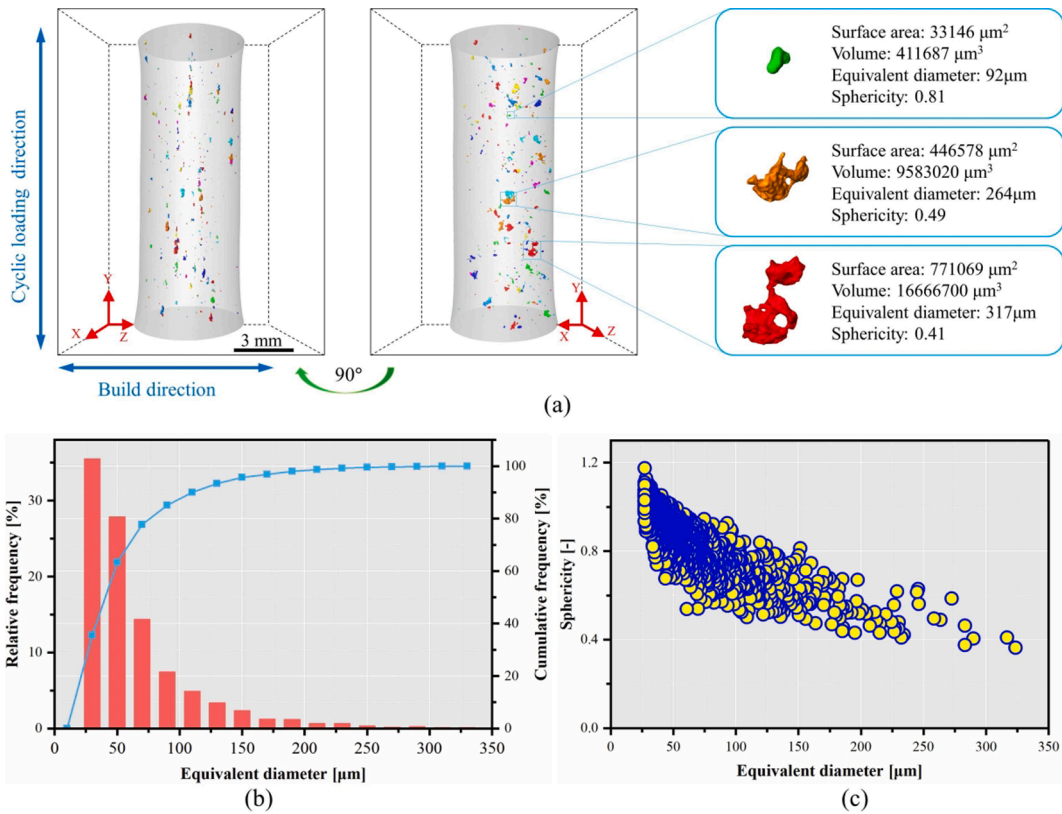 Cyclic loading direction
Y
X
Z
3 mm
Build direction
90°
Y
X
Z
Surface area: 33146 μm²
Volume: 411687 μm³
Equivalent diameter: 92μm
Sphericity: 0.81
Surface area: 446578 μm²
Volume: 9583020 μm³
Equivalent diameter: 264μm
Sphericity: 0.49
Surface area: 771069 μm²
Volume: 16666700 μm³
Equivalent diameter: 317μm
Sphericity: 0.41
(a)
Relative frequency [%]
30
20
10
0
0 50 100 150 200 250 300 350
Equivalent diameter [μm]
100
80
60
40
20
0
Cumulative frequency [%]
(b)
Sphericity [-]
1.2
0.8
0.4
0.0
0 50 100 150 200 250 300 350
Equivalent diameter [μm]
(c)